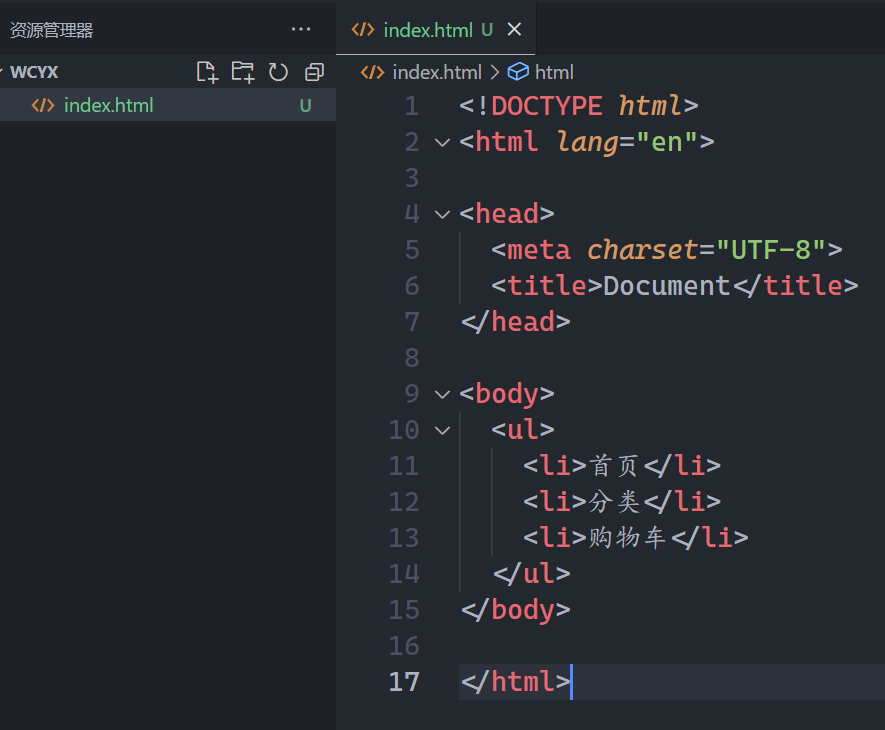 资源管理器 ···
WCYX
index.html U
index.html U
index.html > html
1 <!DOCTYPE html>
2 <html lang="en">
3
4 <head>
5 <meta charset="UTF-8">
6 <title>Document</title>
7 </head>
8
9 <body>
10 <ul>
11 <li>首页</li>
12 <li>分类</li>
13 <li>购物车</li>
14 </ul>
15 </body>
16
17 </html>